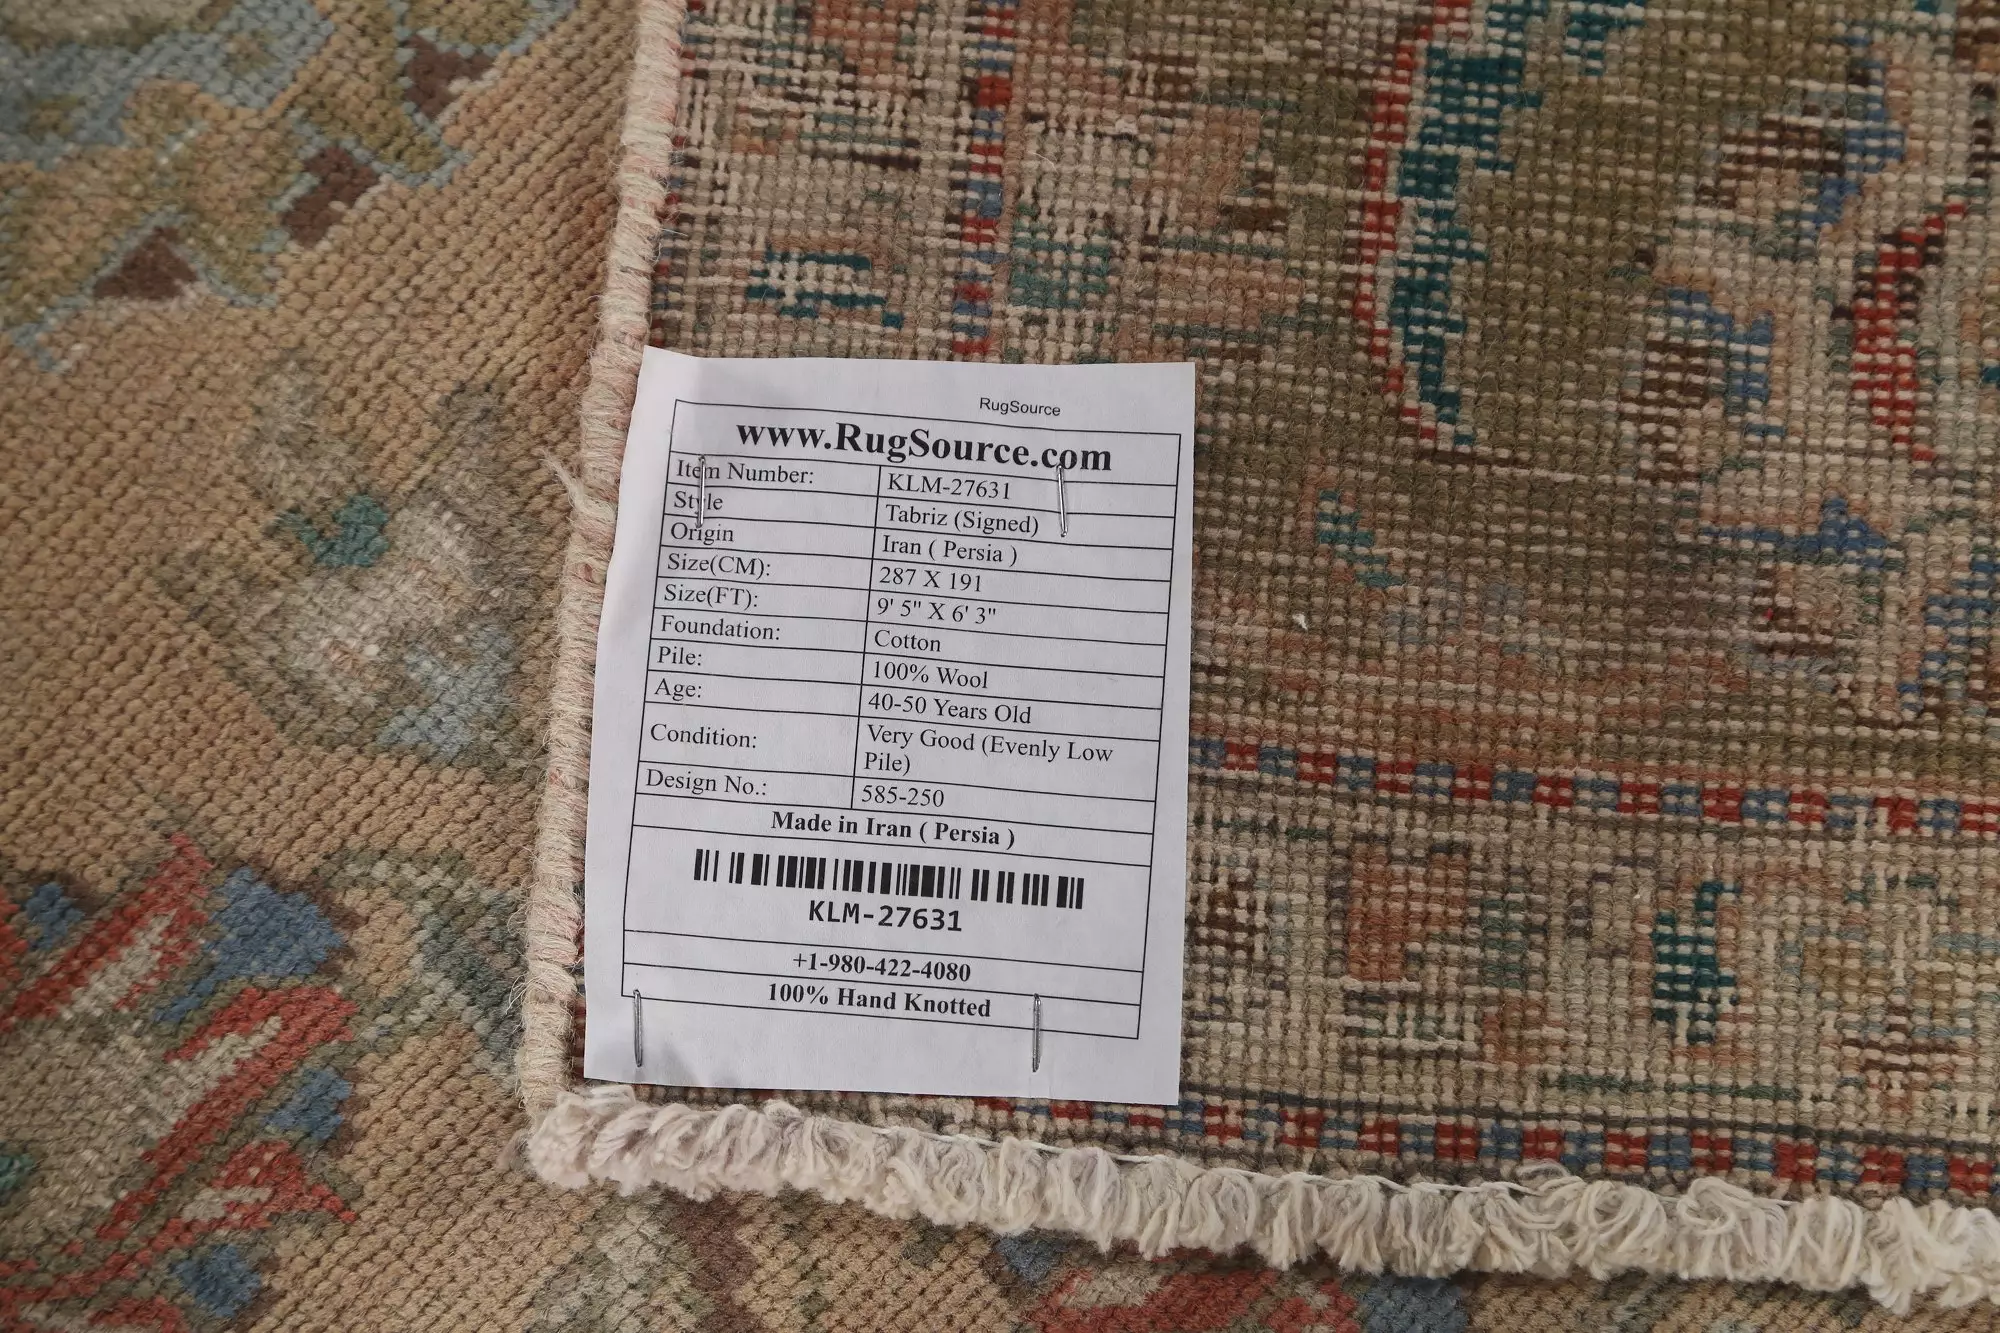 RugSource
www.RugSource.com
Item Number: KLM-27631
Style Tabriz (Signed)
Origin Iran ( Persia )
Size(CM): 287 X 191
Size(FT): 9' 5" X 6' 3"
Foundation: Cotton
Pile: 100% Wool
Age: 40-50 Years Old
Condition: Very Good (Evenly Low
Pile)
Design No.: 585-250
Made in Iran ( Persia )
KLM-27631
+1-980-422-4080
100% Hand Knotted